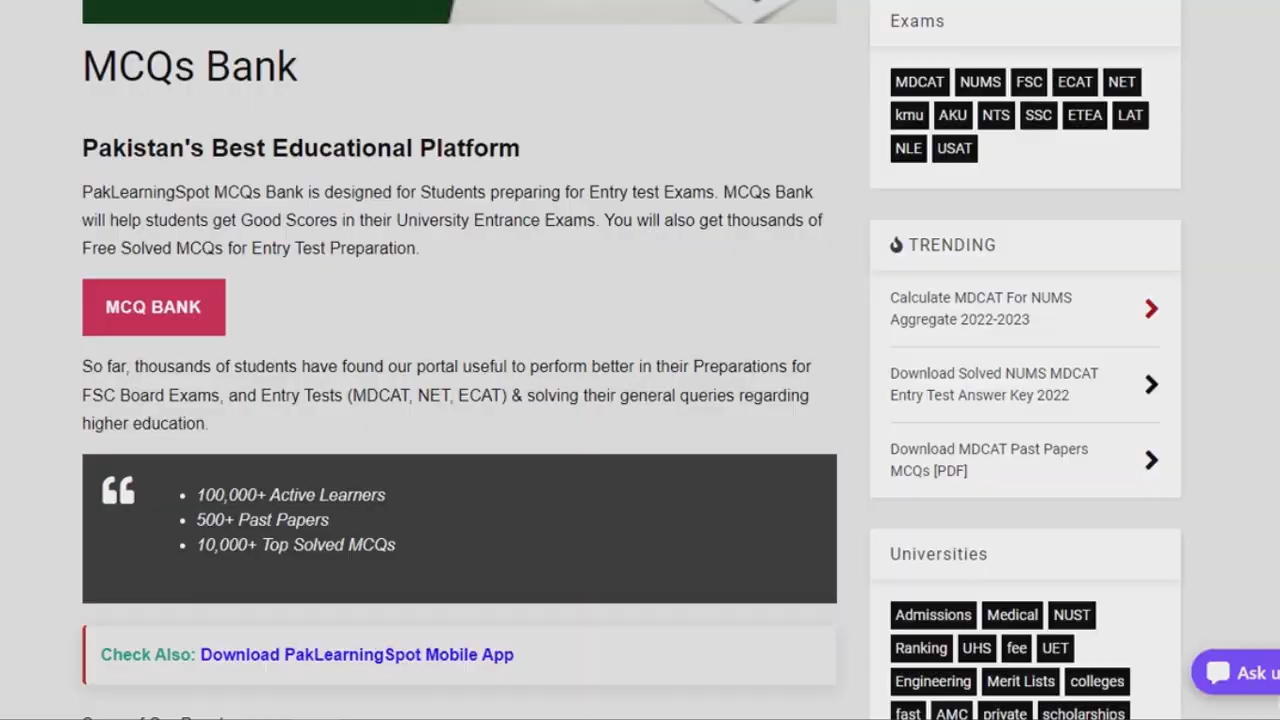 MCQs Bank
Pakistan's Best Educational Platform
PakLearningSpot MCQs Bank is designed for Students preparing for Entry test Exams. MCQs Bank
will help students get Good Scores in their University Entrance Exams. You will also get thousands of
Free Solved MCQs for Entry Test Preparation.
MCQ BANK
So far, thousands of students have found our portal useful to perform better in their Preparations for
FSC Board Exams, and Entry Tests (MDCAT, NET, ECAT) & solving their general queries regarding
higher education.
100,000+ Active Learners
500+ Past Papers
10,000+ Top Solved MCQs
Check Also: Download PakLearningSpot Mobile App
Exams
MDCAT NUMS FSC ECAT NET
kmu AKU NTS SSC ETEA LAT
NLE USAT
TRENDING
Calculate MDCAT For NUMS
Aggregate 2022-2023
Download Solved NUMS MDCAT
Entry Test Answer Key 2022
Download MDCAT Past Papers
MCQs [PDF]
Universities
Admissions Medical NUST
Ranking UHS fee UET
Engineering Merit Lists colleges
fast AMC private scholarships
Ask u